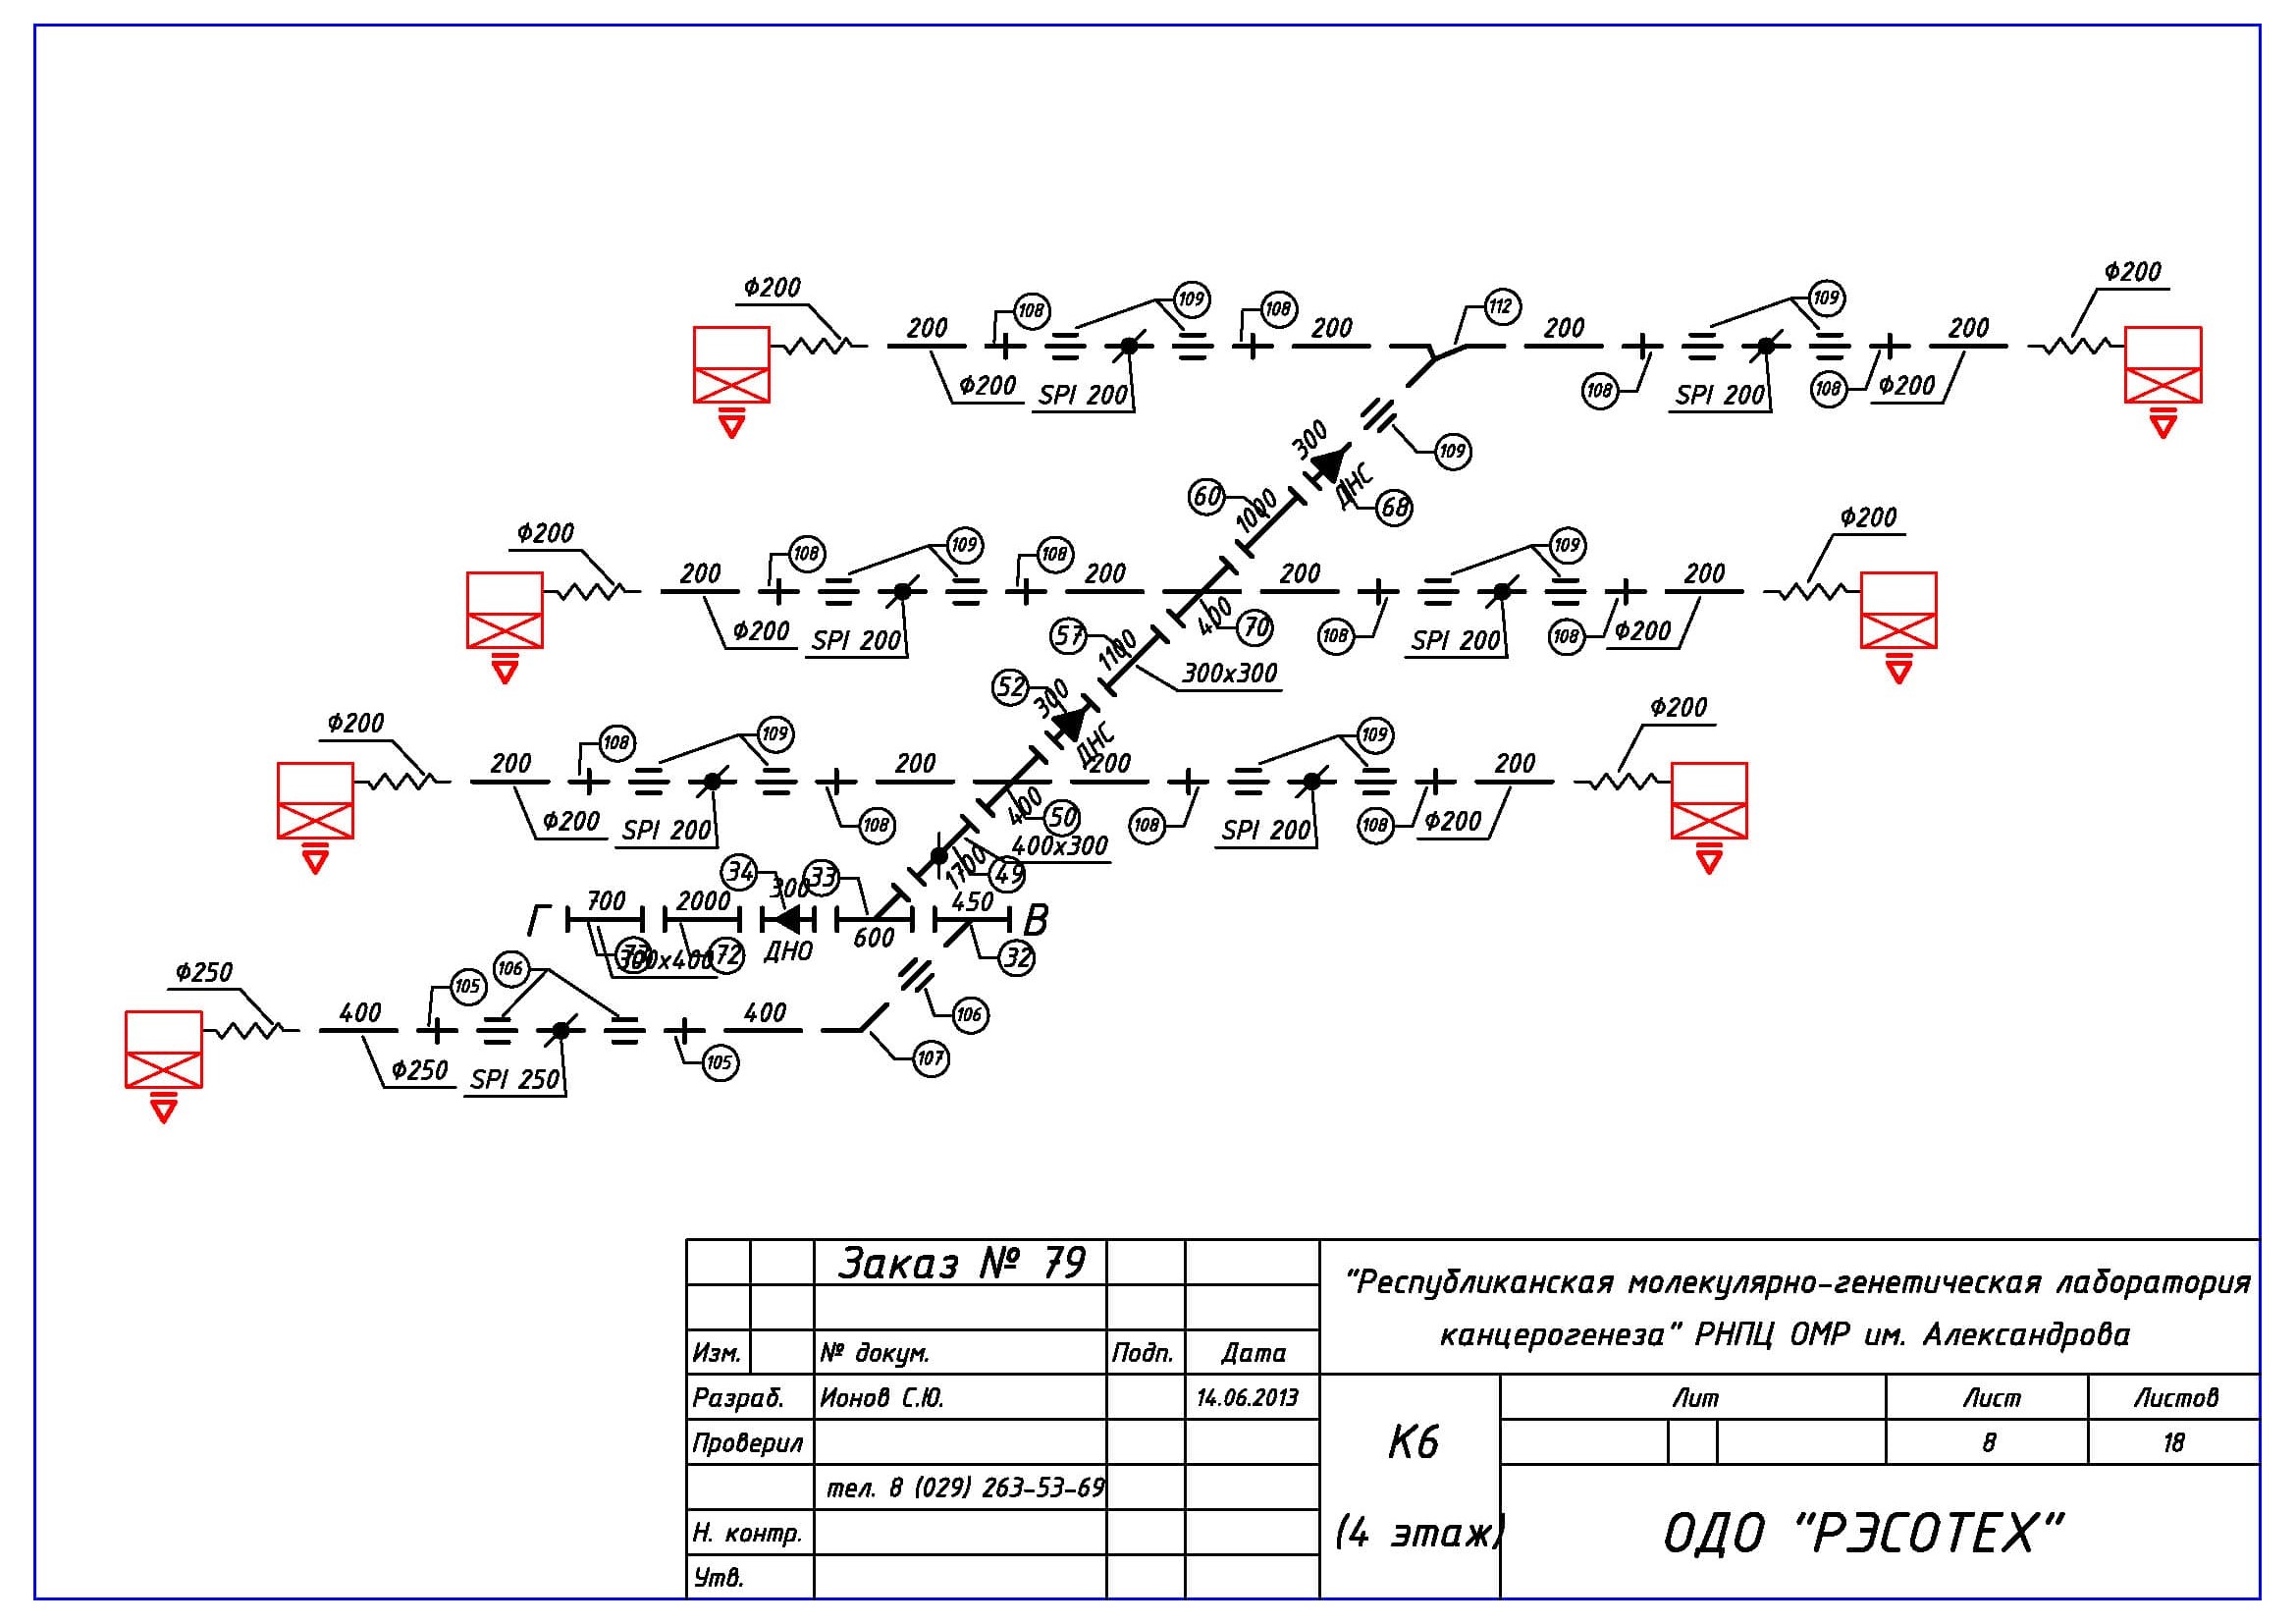 ф200 200 108 109 108 200 112 200 109 200 ф200
ф200 SPI 200 108 SPI 200 108 ф200
300 109
60 1000 ДНС 68
ф200 200 108 109 108 200 200 109 200 ф200
ф200 SPI 200 400 70 108 SPI 200 108 ф200
57 1100 300x300
52 300 ДНС
ф200 200 108 109 200 200 109 200 ф200
ф200 SPI 200 108 400 50 108 SPI 200 108 ф200
400x300
34 300 33 1700 49
700 2000 600 450 В
300x400 72 ДНО 32
ф250 400 105 106 400 106
ф250 SPI 250 105 107
Заказ № 79
"Республиканская молекулярно-генетическая лаборатория
канцерогенеза" РНПЦ ОМР им. Александрова
Изм. № докум. Подп. Дата
Разраб. Ионов С.Ю. 14.06.2013 Лит Лист Листов
Проверил К6 8 18
тел. 8 (029) 263-53-69
Н. контр. (4 этаж) ОДО "РЭСОТЕХ"
Утв.